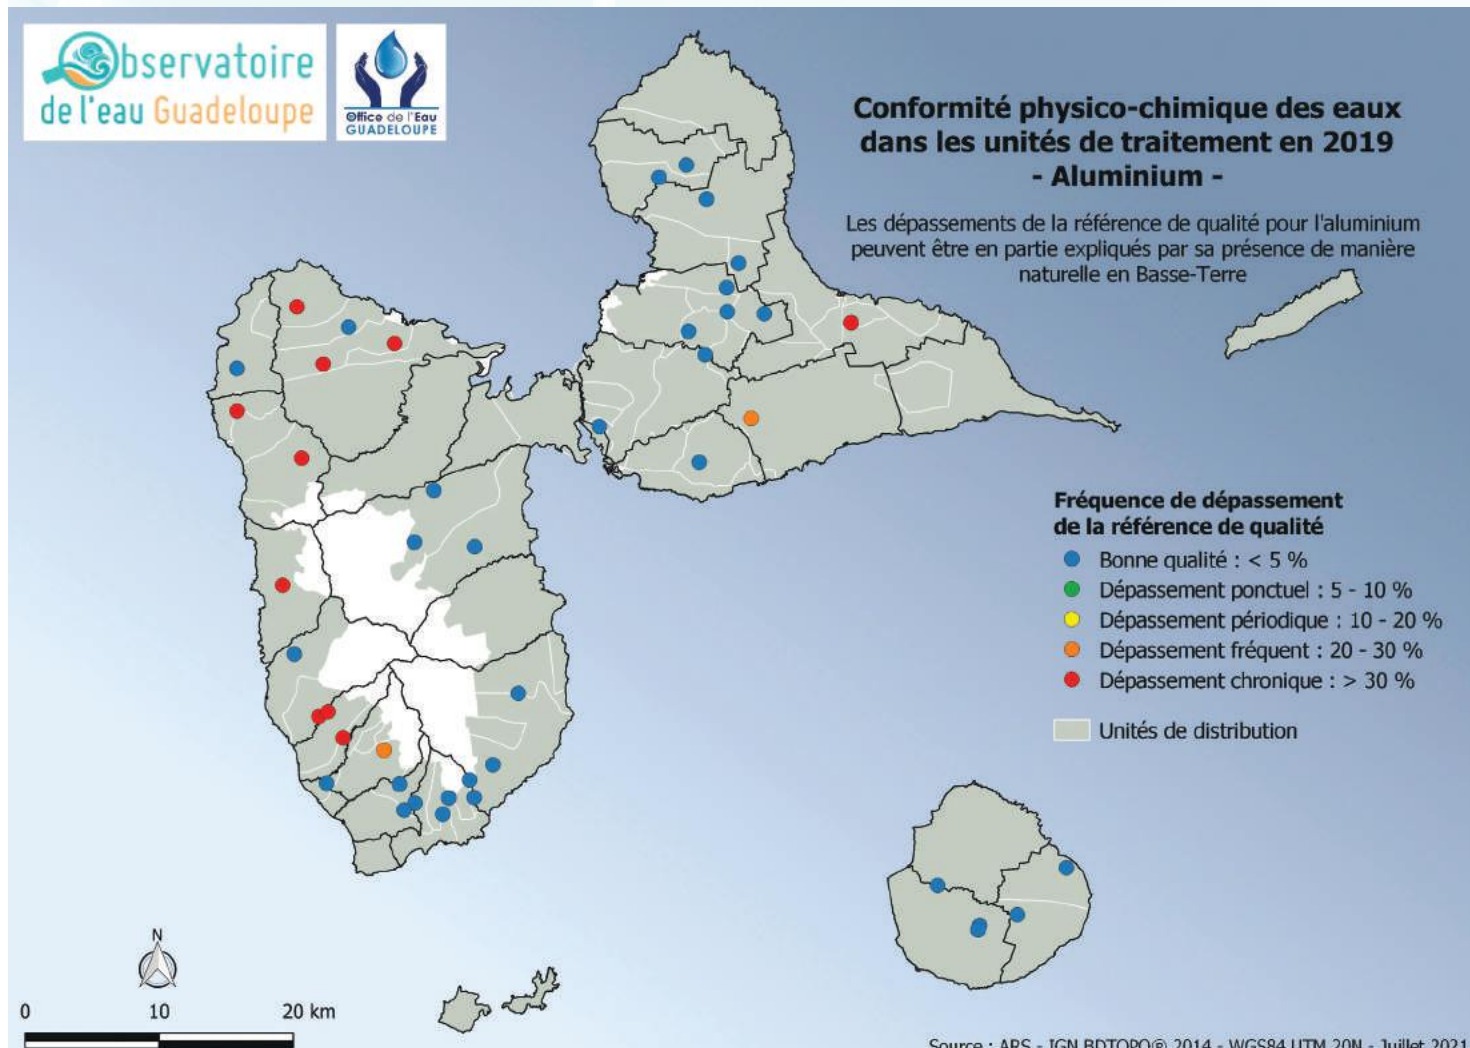 Observatoire
de l'eau Guadeloupe
Office de l'Eau
GUADELOUPE
Conformité physico-chimique des eaux
dans les unités de traitement en 2019
- Aluminium -
Les dépassements de la référence de qualité pour l'aluminium
peuvent être en partie expliqués par sa présence de manière
naturelle en Basse-Terre
Fréquence de dépassement
de la référence de qualité
Bonne qualité : < 5 %
Dépassement ponctuel : 5 - 10 %
Dépassement périodique : 10 - 20 %
Dépassement fréquent : 20 - 30 %
Dépassement chronique : > 30 %
Unités de distribution
N
0 10 20 km
Source : ARS - IGN BDTOPO® 2014 - WGS84 UTM 20N - Juillet 2021